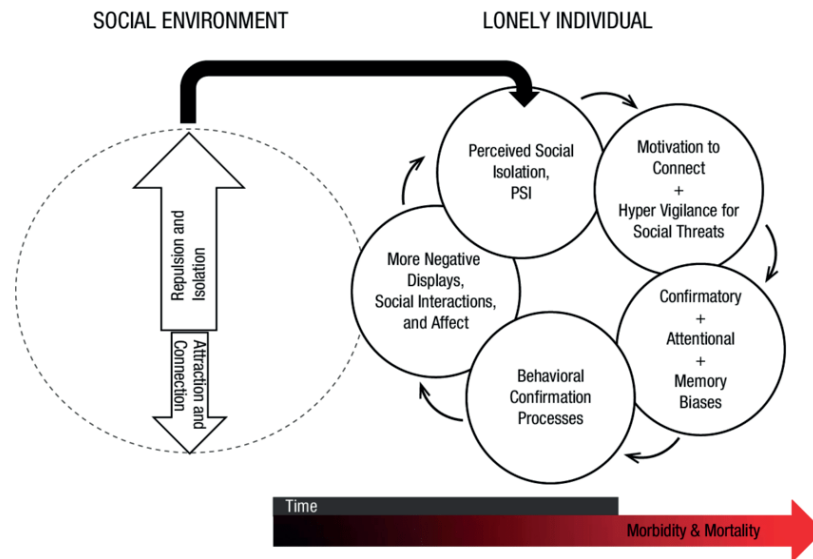 SOCIAL ENVIRONMENT
LONELY INDIVIDUAL
Repulsion and
Isolation
Attraction and
Connection
Perceived Social
Isolation,
PSI
Motivation to
Connect
+
Hyper Vigilance for
Social Threats
Confirmatory
+
Attentional
+
Memory
Biases
Behavioral
Confirmation
Processes
More Negative
Displays,
Social Interactions,
and Affect
Time
Morbidity & Mortality